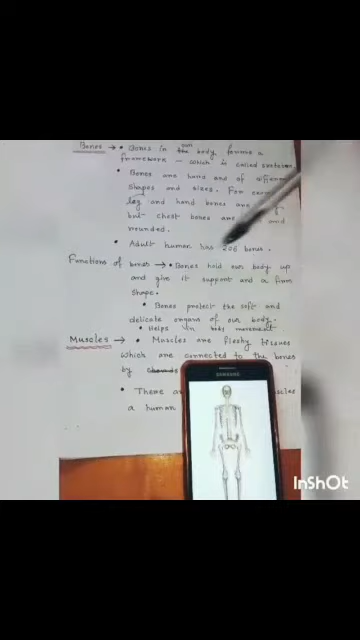 Bones → • Bones in our body forms a
framework – which is called
• Bones are hard and of
shapes and sizes. For
leg and hand bones are
but chest bones are and
rounded.
• Adult human has 206 bones.
Functions of bones → • Bones hold our body up
and give it support and a firm
shape.
• Bones protect the soft and
delicate organs of our body.
• Helps in body movement
Muscles → • Muscles are fleshy tissues
which are connected to the bones
by
• There
a human
SAMSUNG
InShOt